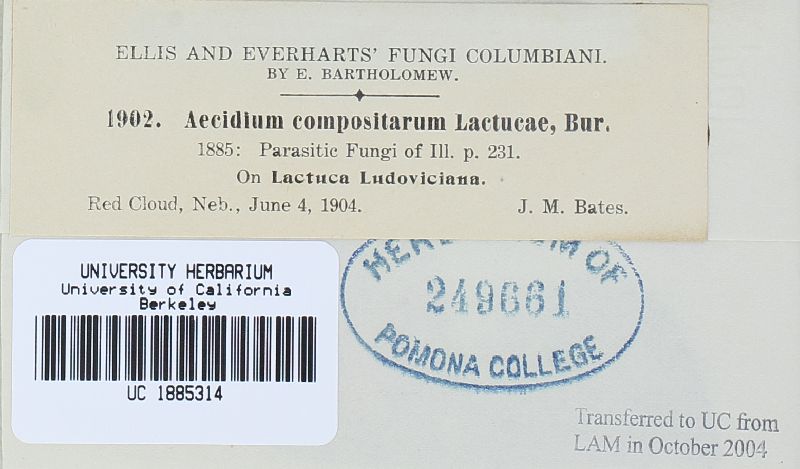 ELLIS AND EVERHARTS' FUNGI COLUMBIANI.
BY E. BARTHOLOMEW.
1902. Aecidium compositarum Lactucae, Bur.
1885: Parasitic Fungi of Ill. p. 231.
On Lactuca Ludoviciana.
Red Cloud, Neb., June 4, 1904. J. M. Bates.
UNIVERSITY HERBARIUM
University of California
Berkeley
UC 1885314
HERBARIUM OF
249661
POMONA COLLEGE
Transferred to UC from
LAM in October 2004